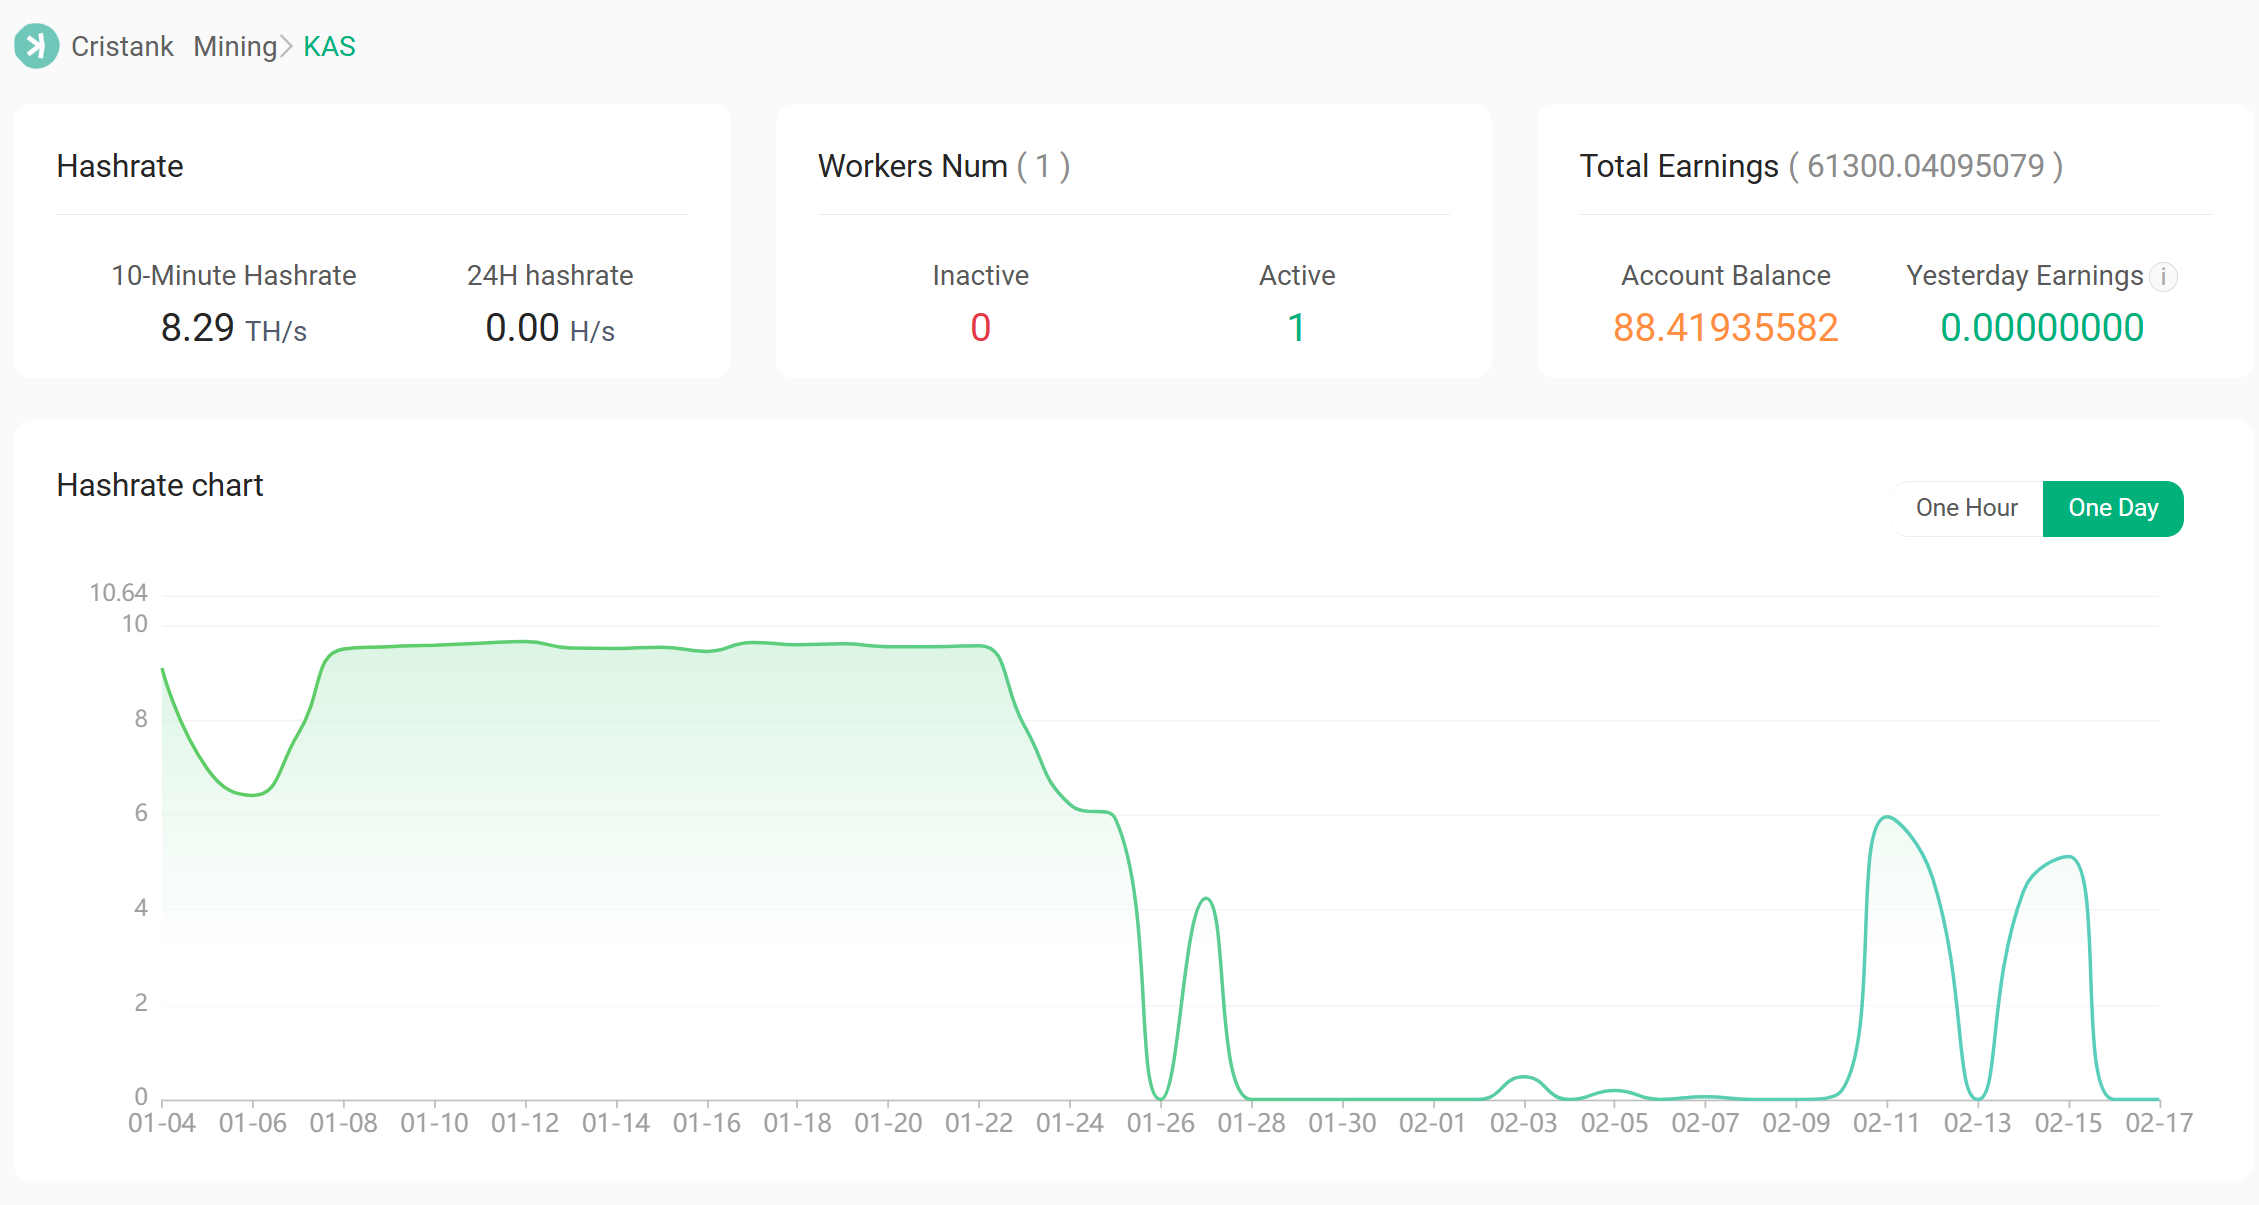 Cristank Mining > KAS
Hashrate
10-Minute Hashrate
8.29 TH/s
24H hashrate
0.00 H/s
Workers Num ( 1 )
Inactive
0
Active
1
Total Earnings ( 61300.04095079 )
Account Balance
88.41935582
Yesterday Earnings i
0.00000000
Hashrate chart
One Hour One Day
10.64
10
8
6
4
2
0
01-04 01-06 01-08 01-10 01-12 01-14 01-16 01-18 01-20 01-22 01-24 01-26 01-28 01-30 02-01 02-03 02-05 02-07 02-09 02-11 02-13 02-15 02-17